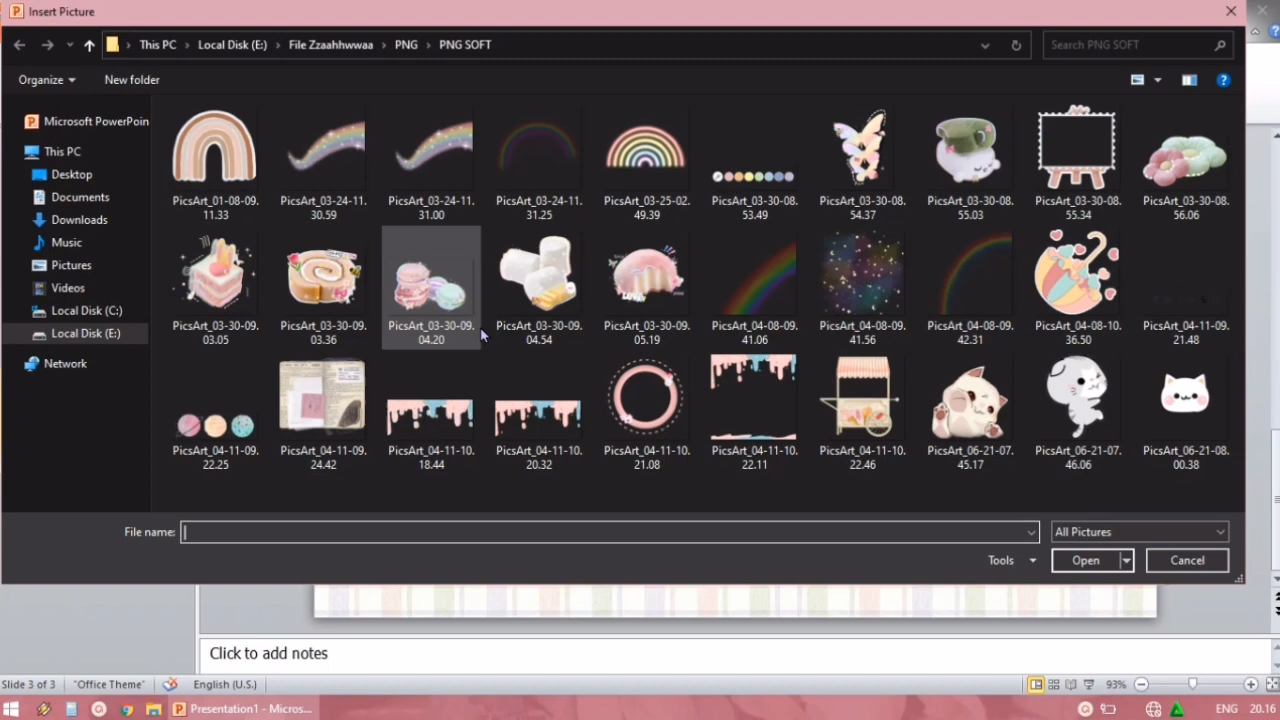 Insert Picture
This PC > Local Disk (E:) > File Zzaahhwwaa > PNG > PNG SOFT
Search PNG SOFT
Organize
New folder
Microsoft PowerPoin
This PC
Desktop
Documents
Downloads
Music
Pictures
Videos
Local Disk (C:)
Local Disk (E:)
Network
PicsArt_01-08-09.
11.33
PicsArt_03-24-11.
30.59
PicsArt_03-24-11.
31.00
PicsArt_03-24-11.
31.25
PicsArt_03-25-02.
49.39
PicsArt_03-30-08.
53.49
PicsArt_03-30-08.
54.37
PicsArt_03-30-08.
55.03
PicsArt_03-30-08.
55.34
PicsArt_03-30-08.
56.06
PicsArt_03-30-09.
03.05
PicsArt_03-30-09.
03.36
PicsArt_03-30-09.
04.20
PicsArt_03-30-09.
04.54
PicsArt_03-30-09.
05.19
PicsArt_04-08-09.
41.06
PicsArt_04-08-09.
41.56
PicsArt_04-08-09.
42.31
PicsArt_04-08-10.
36.50
PicsArt_04-11-09.
21.48
PicsArt_04-11-09.
22.25
PicsArt_04-11-09.
24.42
PicsArt_04-11-10.
18.44
PicsArt_04-11-10.
20.32
PicsArt_04-11-10.
21.08
PicsArt_04-11-10.
22.11
PicsArt_04-11-10.
22.46
PicsArt_06-21-07.
45.17
PicsArt_06-21-07.
46.06
PicsArt_06-21-08.
00.38
File name:
All Pictures
Tools
Open
Cancel
Click to add notes
Slide 3 of 3
"Office Theme"
English (U.S.)
93%
Presentation1 - Micros...
ENG
20.16